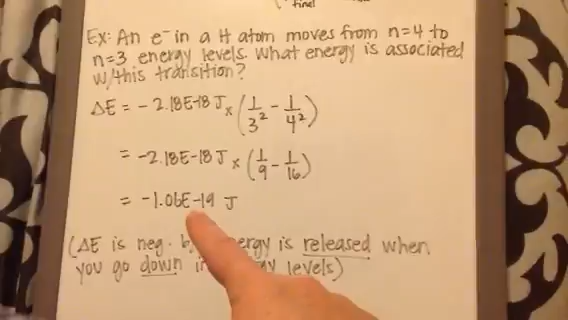 final
Ex: An e⁻ in a H atom moves from n=4 to
n=3 energy levels. What energy is associated
w/this transition?
ΔE = -2.18E-18 J x (1/3² - 1/4²)
= -2.18E-18 J x (1/9 - 1/16)
= -1.06E-19 J
(ΔE is neg. energy is released when
you go down levels)